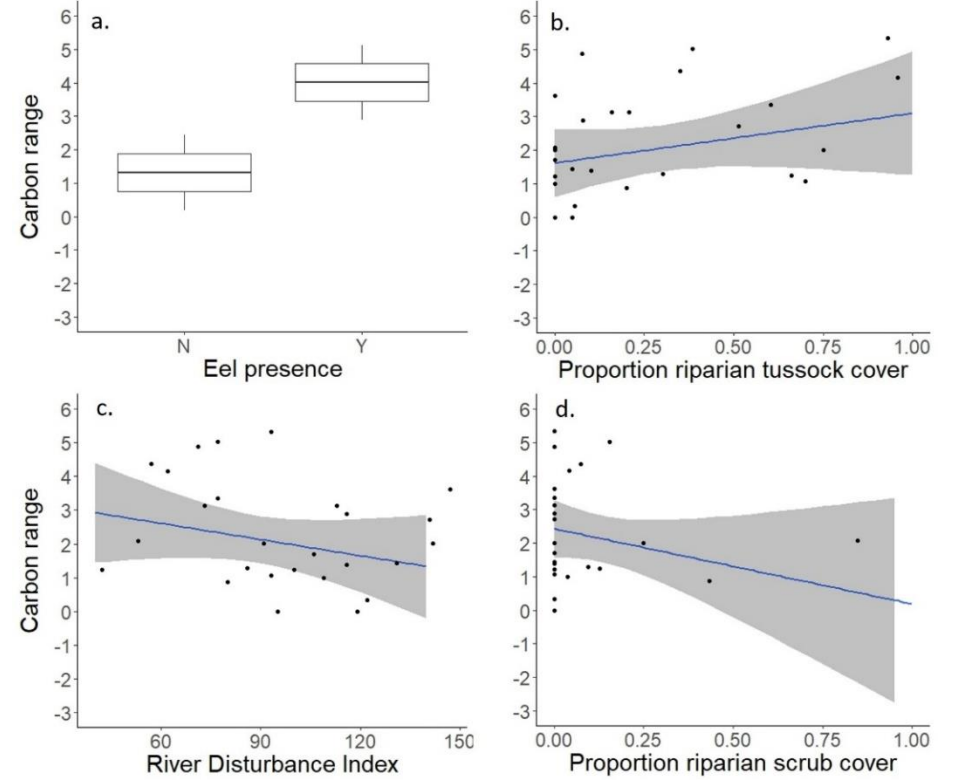 a.
6
5
4
3
2
1
0
-1
-2
-3
Carbon range
N Y
Eel presence
b.
6
5
4
3
2
1
0
-1
-2
-3
0.00 0.25 0.50 0.75 1.00
Proportion riparian tussock cover
c.
6
5
4
3
2
1
0
-1
-2
-3
Carbon range
60 90 120 150
River Disturbance Index
d.
6
5
4
3
2
1
0
-1
-2
-3
0.00 0.25 0.50 0.75 1.00
Proportion riparian scrub cover